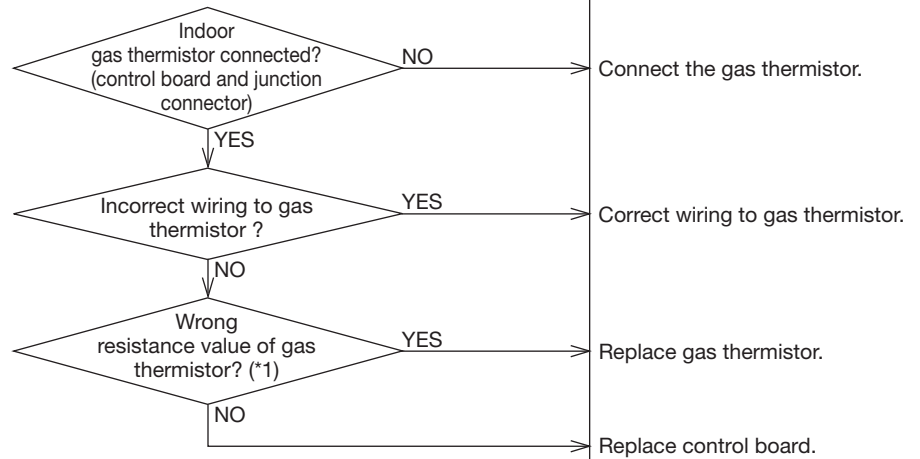 Indoor
gas thermistor connected?
(control board and junction
connector)
NO
Connect the gas thermistor.
YES
Incorrect wiring to gas
thermistor ?
YES
Correct wiring to gas thermistor.
NO
Wrong
resistance value of gas
thermistor? (*1)
YES
Replace gas thermistor.
NO
Replace control board.